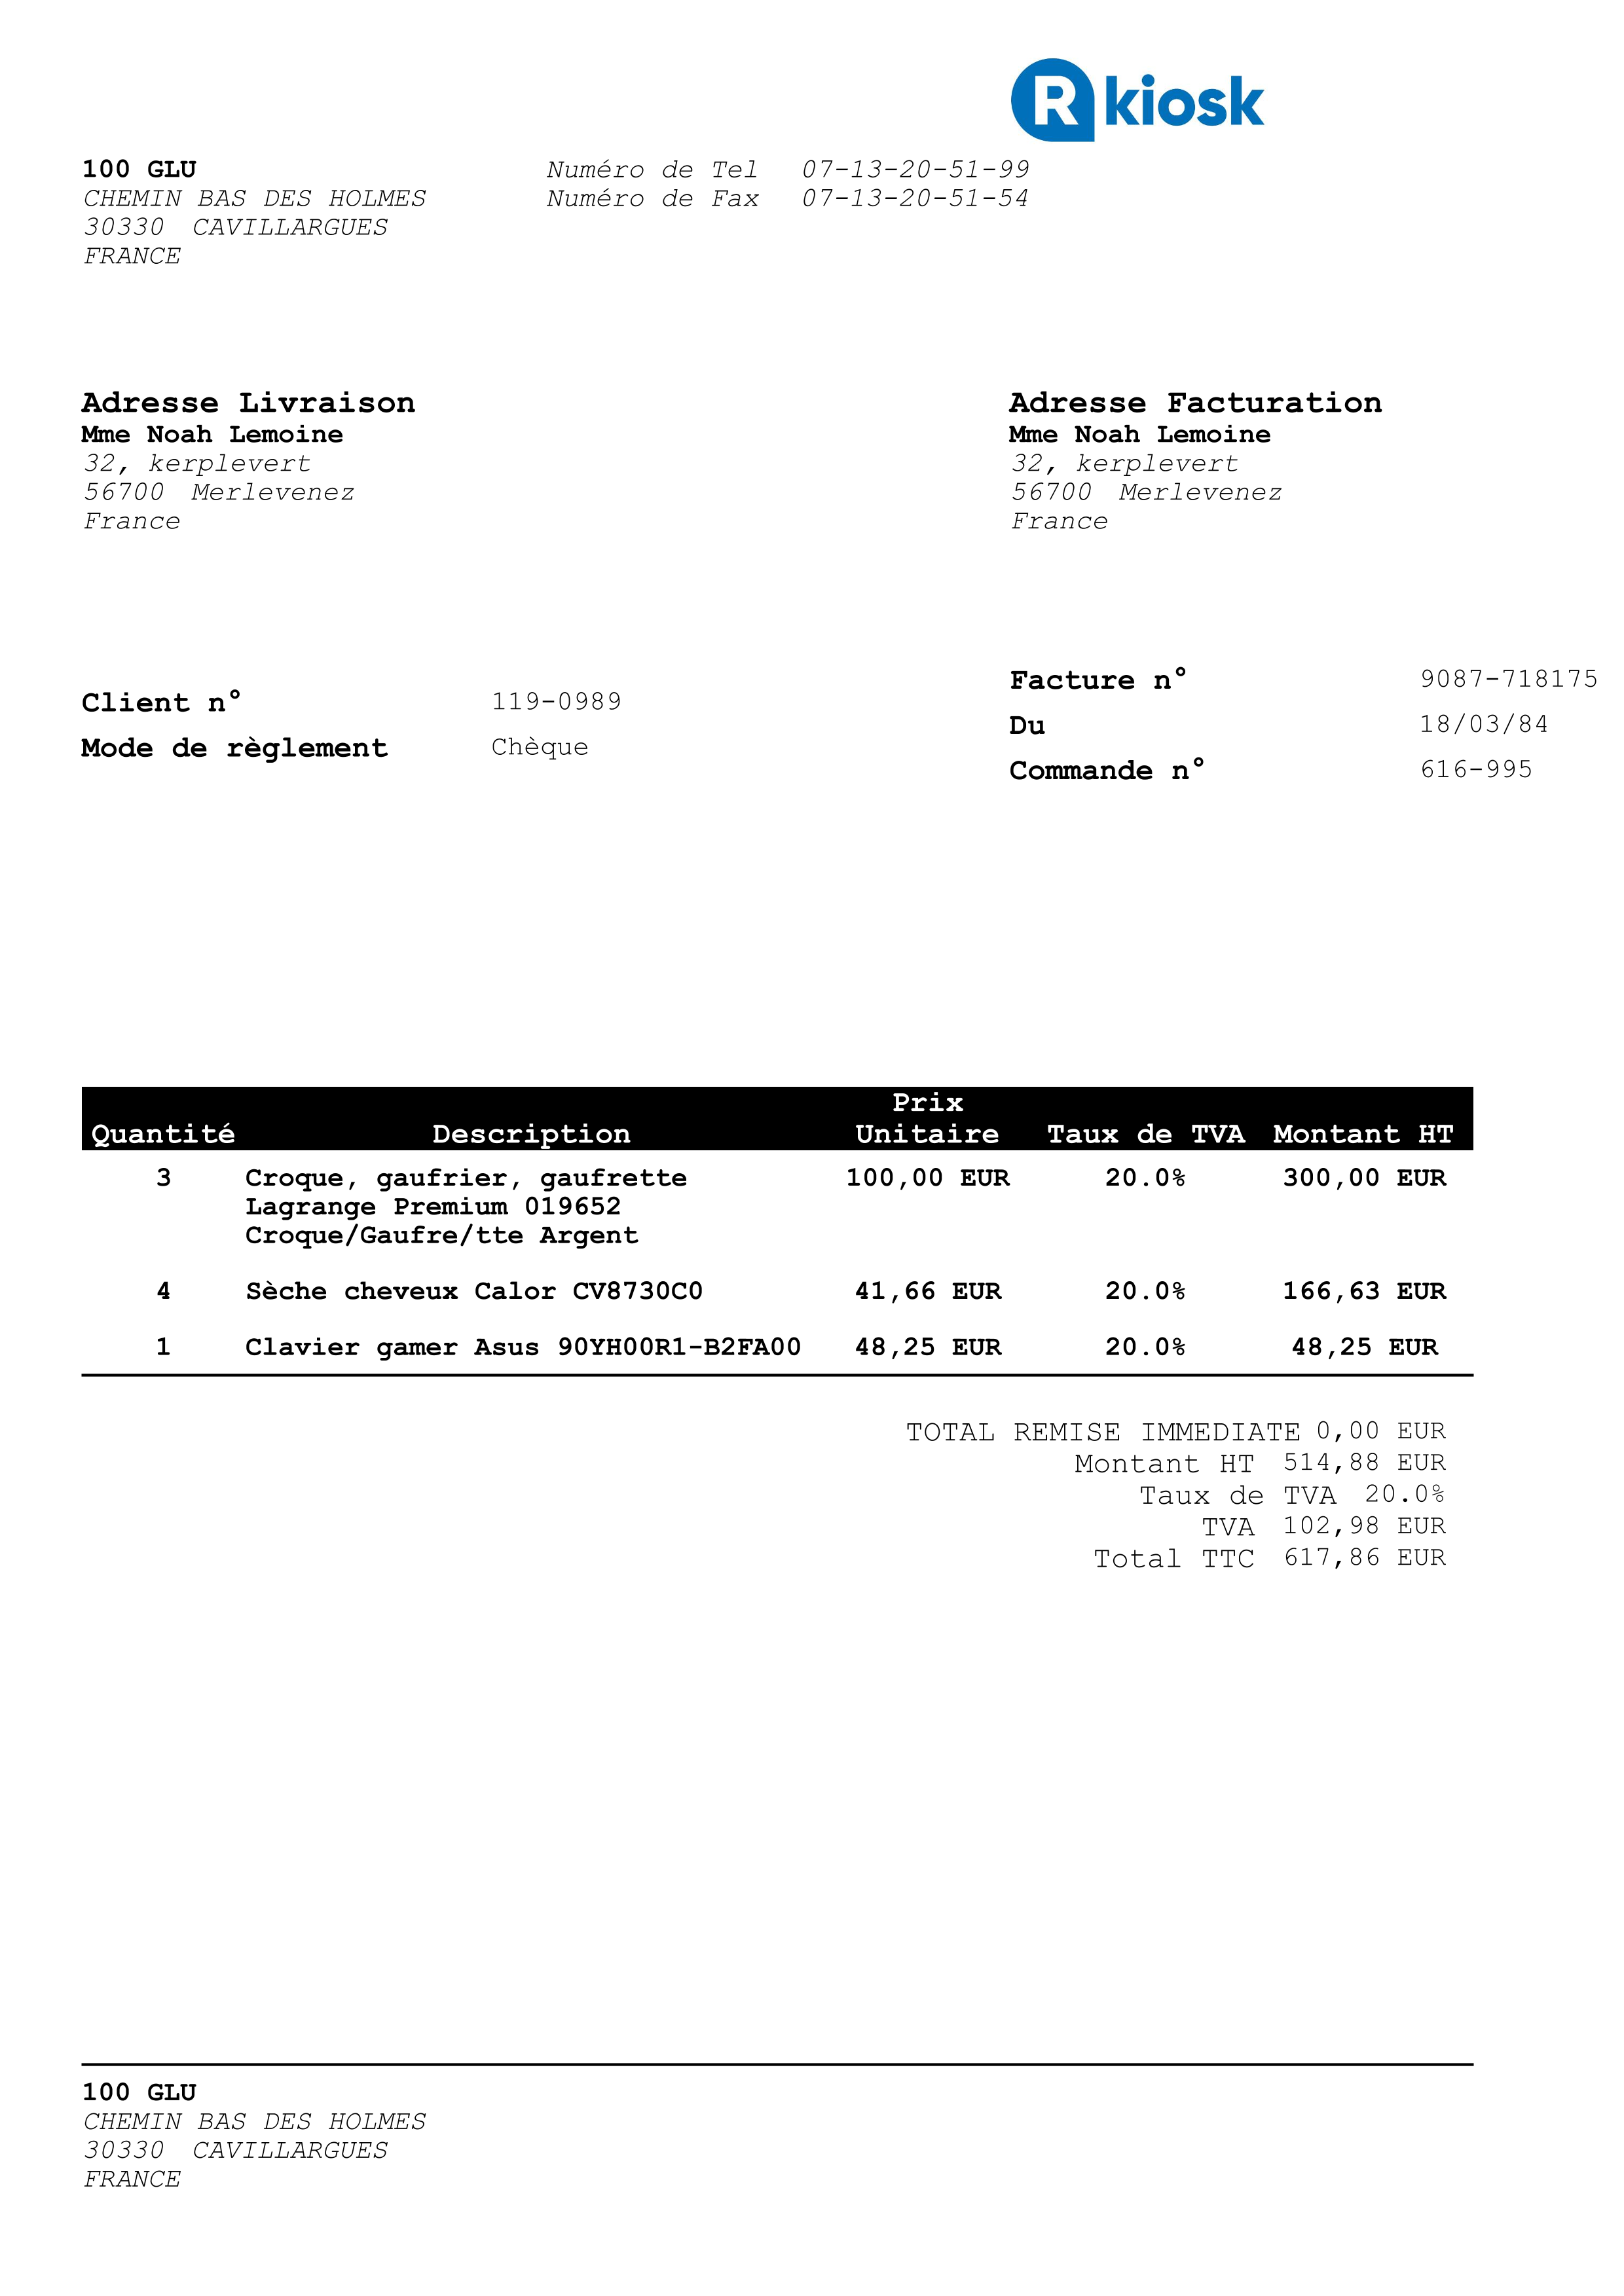 R kiosk
100 GLU
CHEMIN BAS DES HOLMES
30330 CAVILLARGUES
FRANCE
Numéro de Tel 07-13-20-51-99
Numéro de Fax 07-13-20-51-54
Adresse Livraison
Mme Noah Lemoine
32, kerplevert
56700 Merlevenez
France
Adresse Facturation
Mme Noah Lemoine
32, kerplevert
56700 Merlevenez
France
Client n° 119-0989
Mode de règlement Chèque
Facture n° 9087-718175
Du 18/03/84
Commande n° 616-995
Quantité Description Prix Unitaire Taux de TVA Montant HT
3 Croque, gaufrier, gaufrette 100,00 EUR 20.0% 300,00 EUR
Lagrange Premium 019652
Croque/Gaufre/tte Argent
4 Sèche cheveux Calor CV8730C0 41,66 EUR 20.0% 166,63 EUR
1 Clavier gamer Asus 90YH00R1-B2FA00 48,25 EUR 20.0% 48,25 EUR
TOTAL REMISE IMMEDIATE 0,00 EUR
Montant HT 514,88 EUR
Taux de TVA 20.0%
TVA 102,98 EUR
Total TTC 617,86 EUR
100 GLU
CHEMIN BAS DES HOLMES
30330 CAVILLARGUES
FRANCE